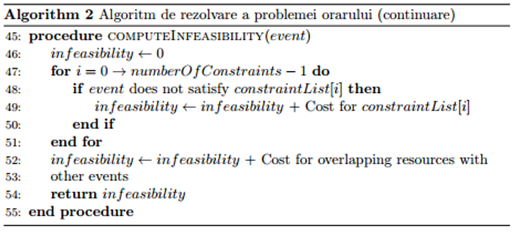 Algorithm 2 Algoritm de rezolvare a problemei orarului (continuare)
45: procedure COMPUTEINFEASIBILITY(event)
46: infeasibility ← 0
47: for i = 0 → numberOfConstraints − 1 do
48: if event does not satisfy constraintList[i] then
49: infeasibility ← infeasibility + Cost for constraintList[i]
50: end if
51: end for
52: infeasibility ← infeasibility + Cost for overlapping resources with
53: other events
54: return infeasibility
55: end procedure